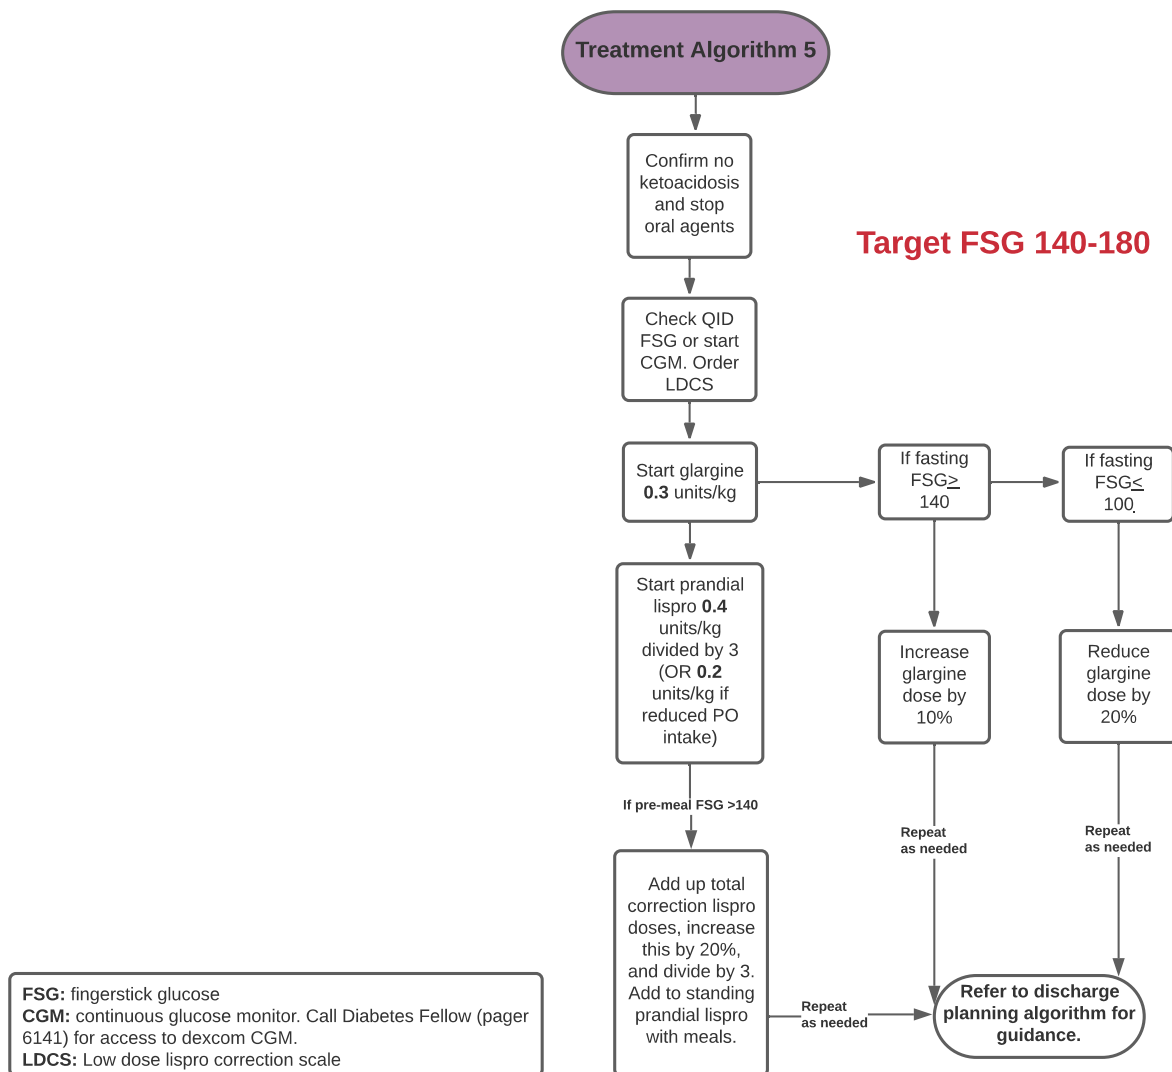 Treatment Algorithm 5
Confirm no
ketoacidosis
and stop
oral agents
Target FSG 140-180
Check QID
FSG or start
CGM. Order
LDCS
Start glargine
0.3 units/kg
If fasting
FSG≥
140
If fasting
FSG≤
100.
Start prandial
lispro 0.4
units/kg
divided by 3
(OR 0.2
units/kg if
reduced PO
intake)
Increase
glargine
dose by
10%
Reduce
glargine
dose by
20%
If pre-meal FSG >140
Repeat
as needed
Repeat
as needed
Add up total
correction lispro
doses, increase
this by 20%,
and divide by 3.
Add to standing
prandial lispro
with meals.
Repeat
as needed
Refer to discharge
planning algorithm for
guidance.
FSG: fingerstick glucose
CGM: continuous glucose monitor. Call Diabetes Fellow (pager
6141) for access to dexcom CGM.
LDCS: Low dose lispro correction scale